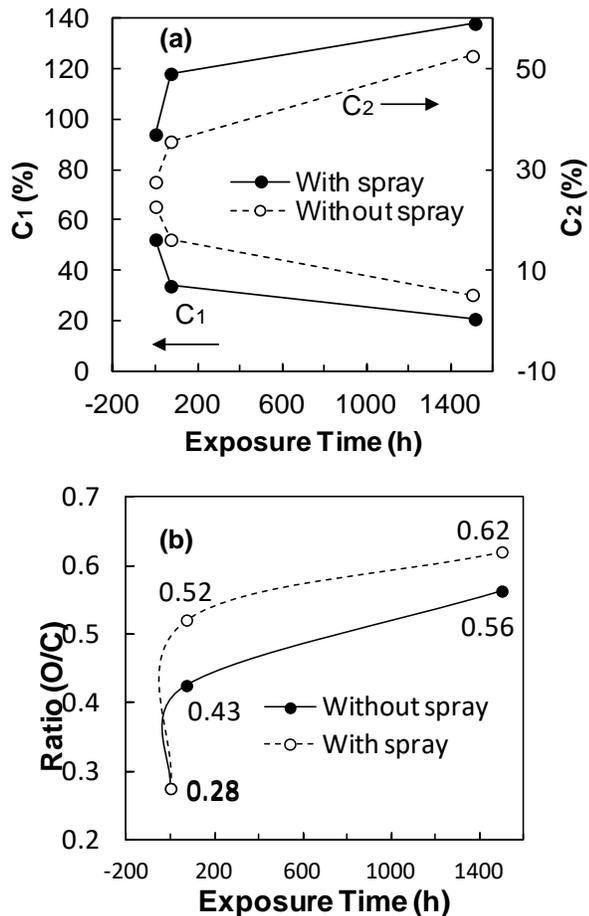 140
120
100
80
60
40
20
0
C1 (%)
(a)
C2
With spray
Without spray
C1
50
30
10
-10
C2 (%)
-200 200 600 1000 1400
Exposure Time (h)
0.7
0.6
0.5
0.4
0.3
0.2
Ratio (O/C)
(b)
0.62
0.52
0.56
0.43
Without spray
With spray
0.28
-200 200 600 1000 1400
Exposure Time (h)